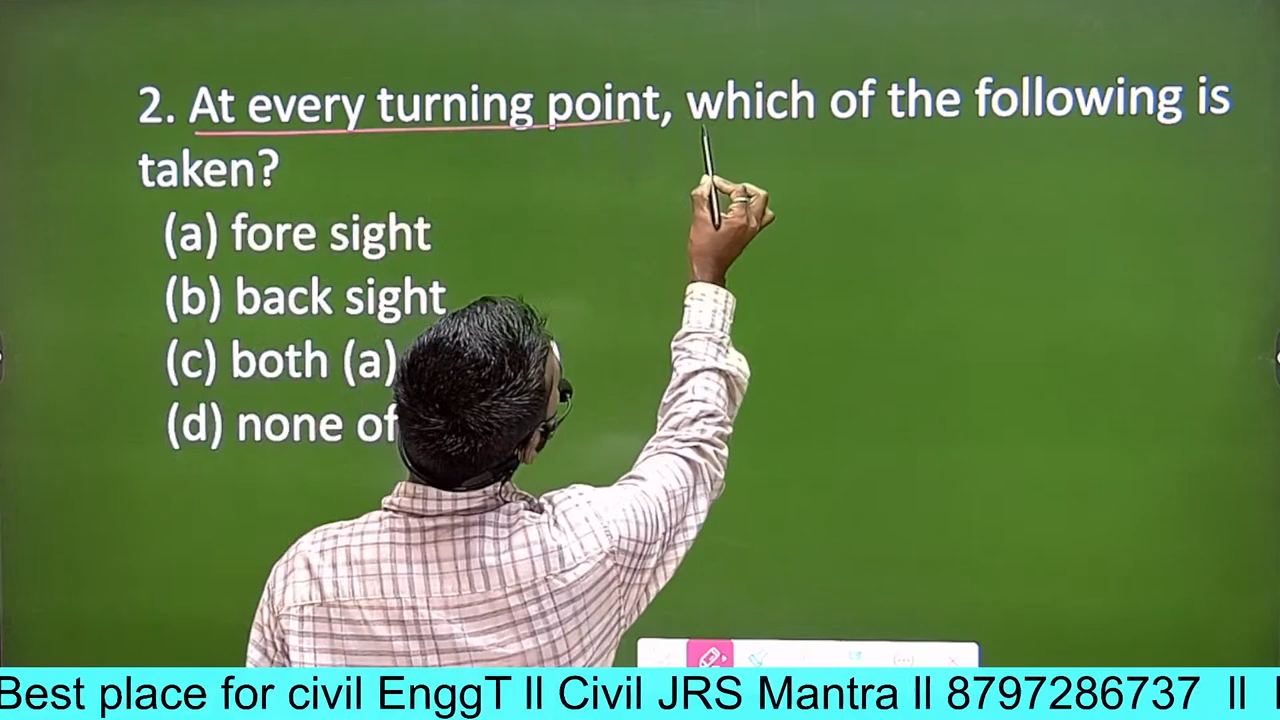 2. At every turning point, which of the following is
taken?
(a) fore sight
(b) back sight
(c) both (a)
(d) none of
Best place for civil EnggT ll Civil JRS Mantra ll 8797286737 ll